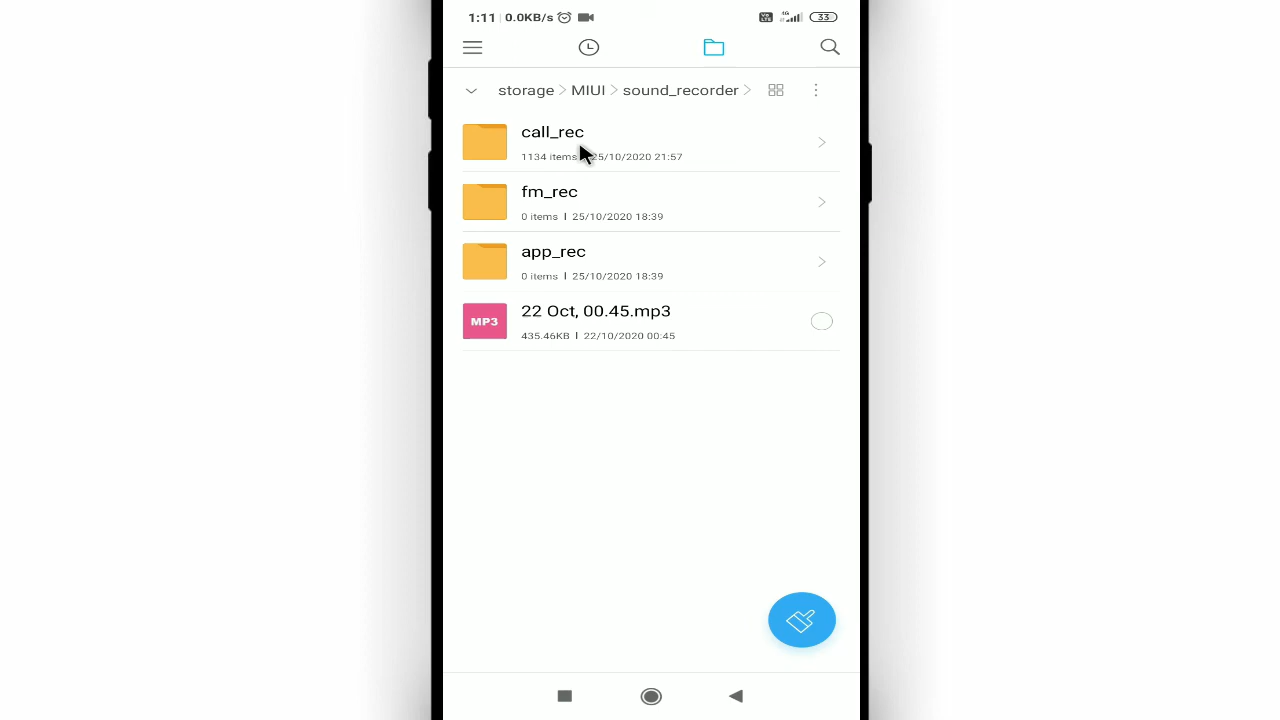 1:11 0.0KB/s 33
storage MIUI sound_recorder
call_rec
1134 items 25/10/2020 21:57
fm_rec
0 items | 25/10/2020 18:39
app_rec
0 items | 25/10/2020 18:39
22 Oct, 00.45.mp3
MP3
435.46KB | 22/10/2020 00:45